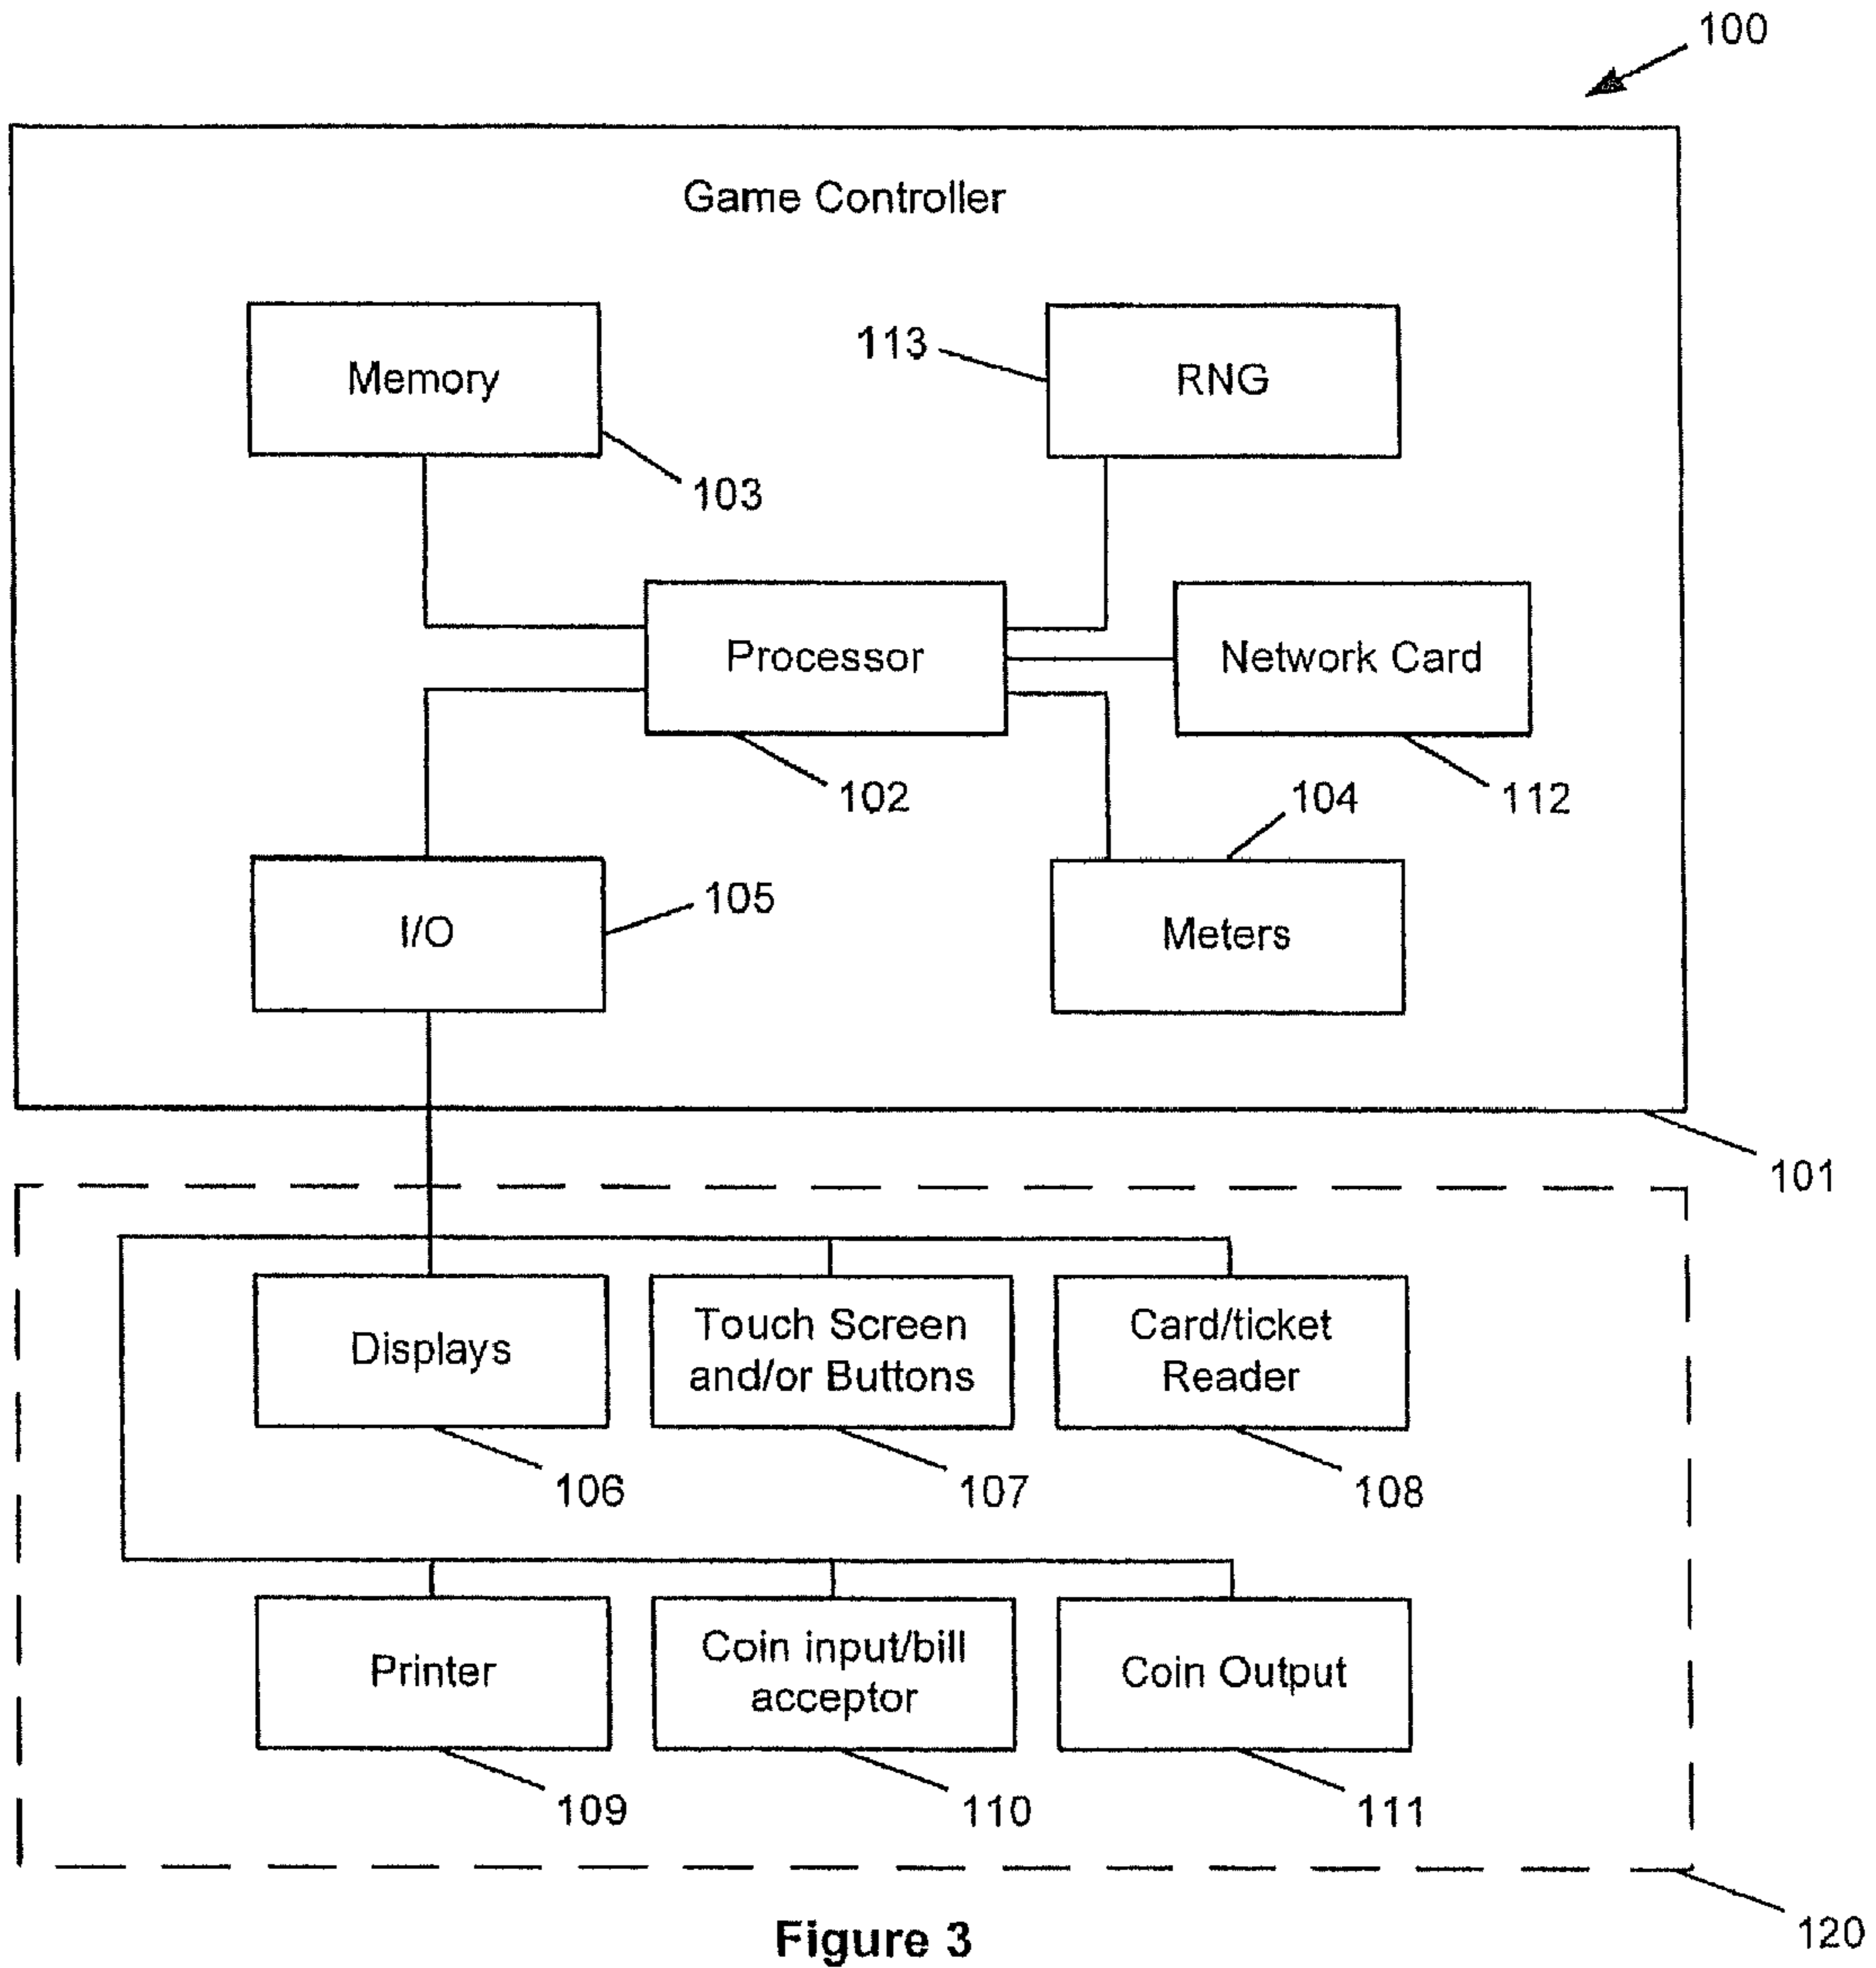 100
Game Controller
Memory
113
RNG
103
Processor
Network Card
102
104
112
I/O
105
Meters
101
Displays
Touch Screen
and/or Buttons
Card/ticket
Reader
106
107
108
Printer
Coin input/bill
acceptor
Coin Output
109
110
111
120
Figure 3